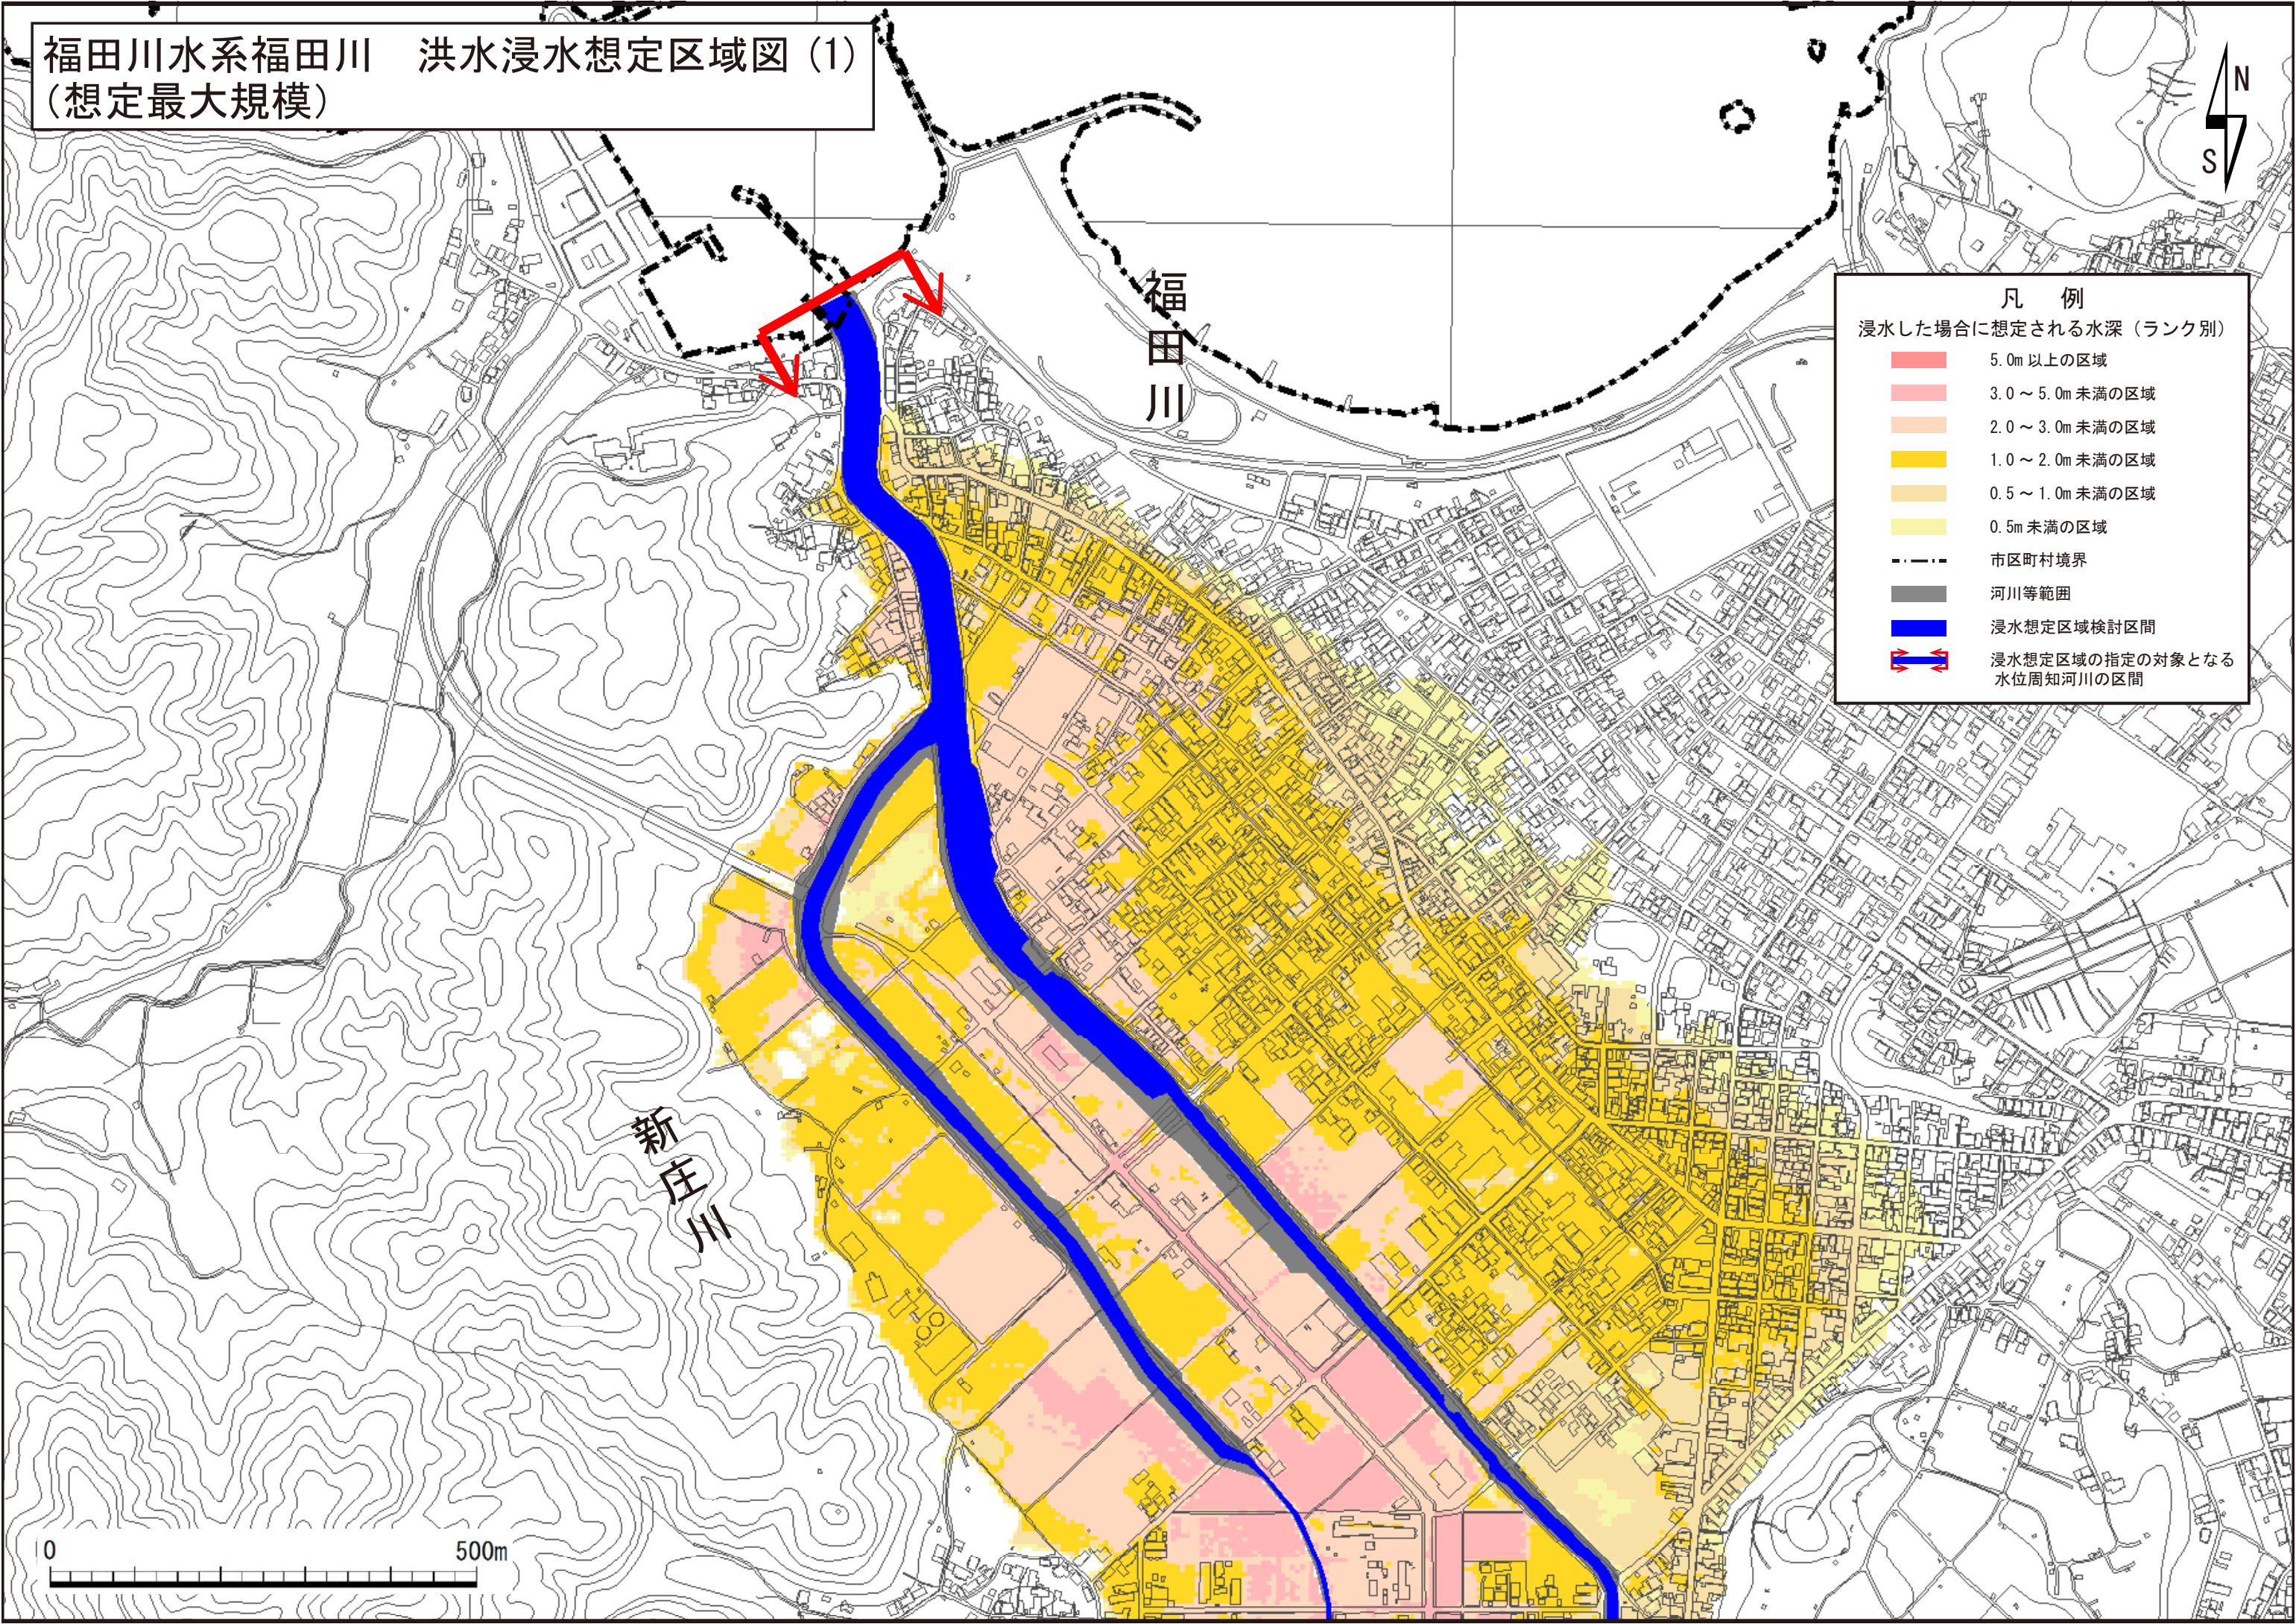 福田川水系福田川　洪水浸水想定区域図（1）
（想定最大規模）
N
S
福田川
凡　例
浸水した場合に想定される水深（ランク別）
5.0m 以上の区域
3.0 ～ 5.0m 未満の区域
2.0 ～ 3.0m 未満の区域
1.0 ～ 2.0m 未満の区域
0.5 ～ 1.0m 未満の区域
0.5m 未満の区域
市区町村境界
河川等範囲
浸水想定区域検討区間
浸水想定区域の指定の対象となる
水位周知河川の区間
新庄川
0　500m